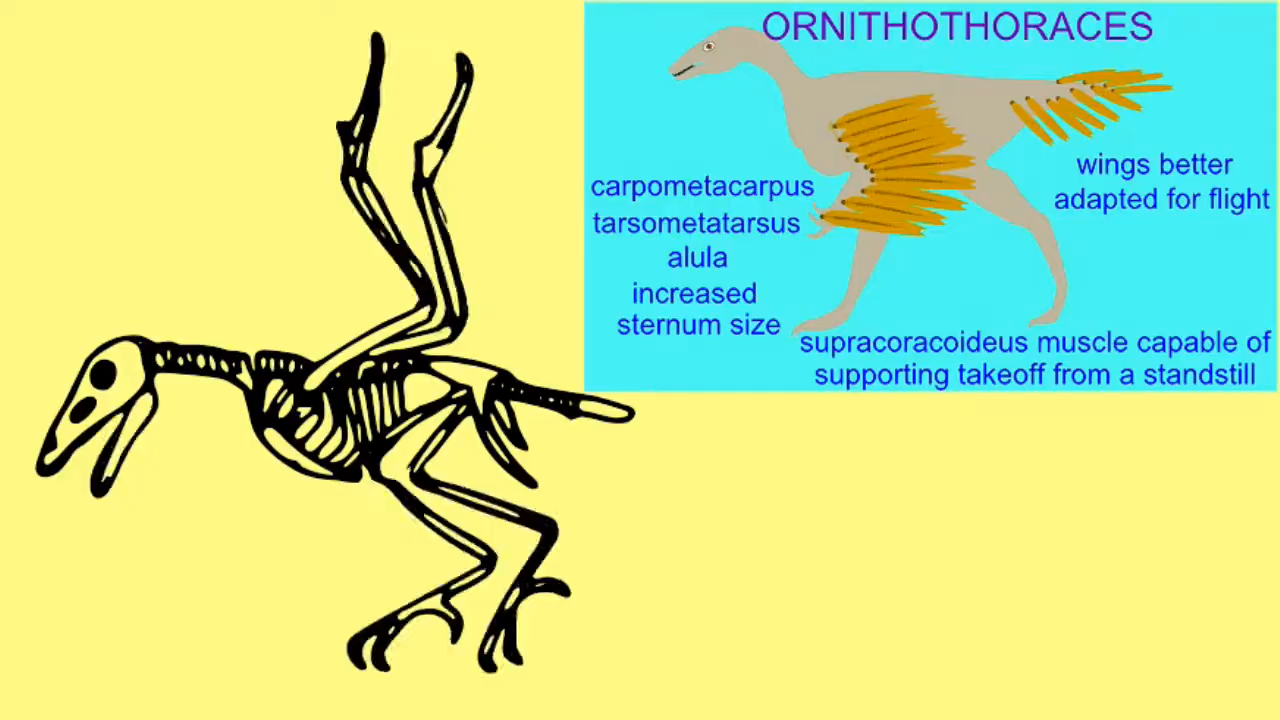 ORNITHOTHORACES
wings better
adapted for flight
carpometacarpus
tarsometatarsus
alula
increased
sternum size
supracoracoideus muscle capable of
supporting takeoff from a standstill